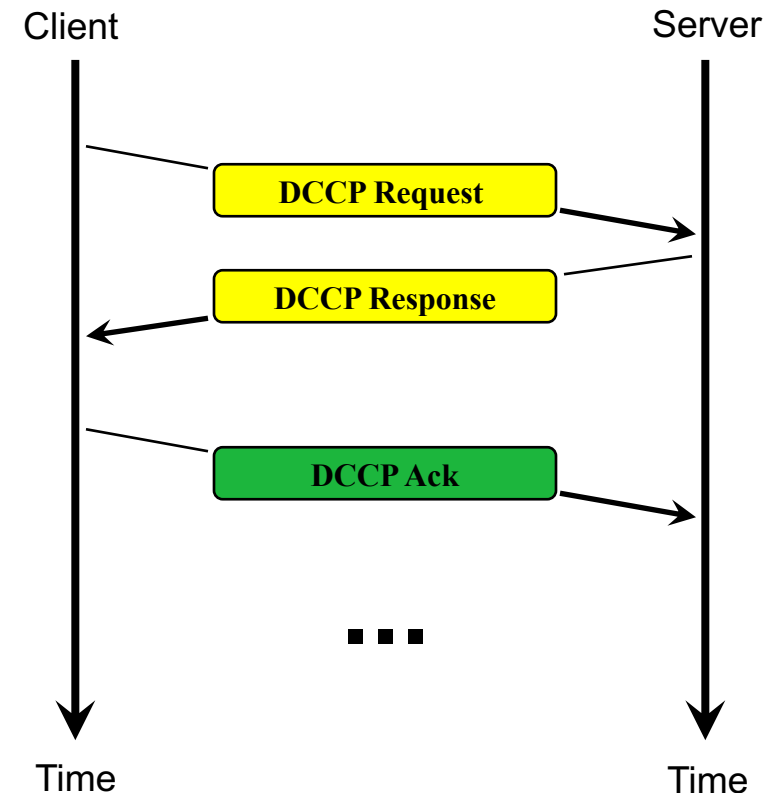 Client
Server
DCCP Request
DCCP Response
DCCP Ack
Time
Time